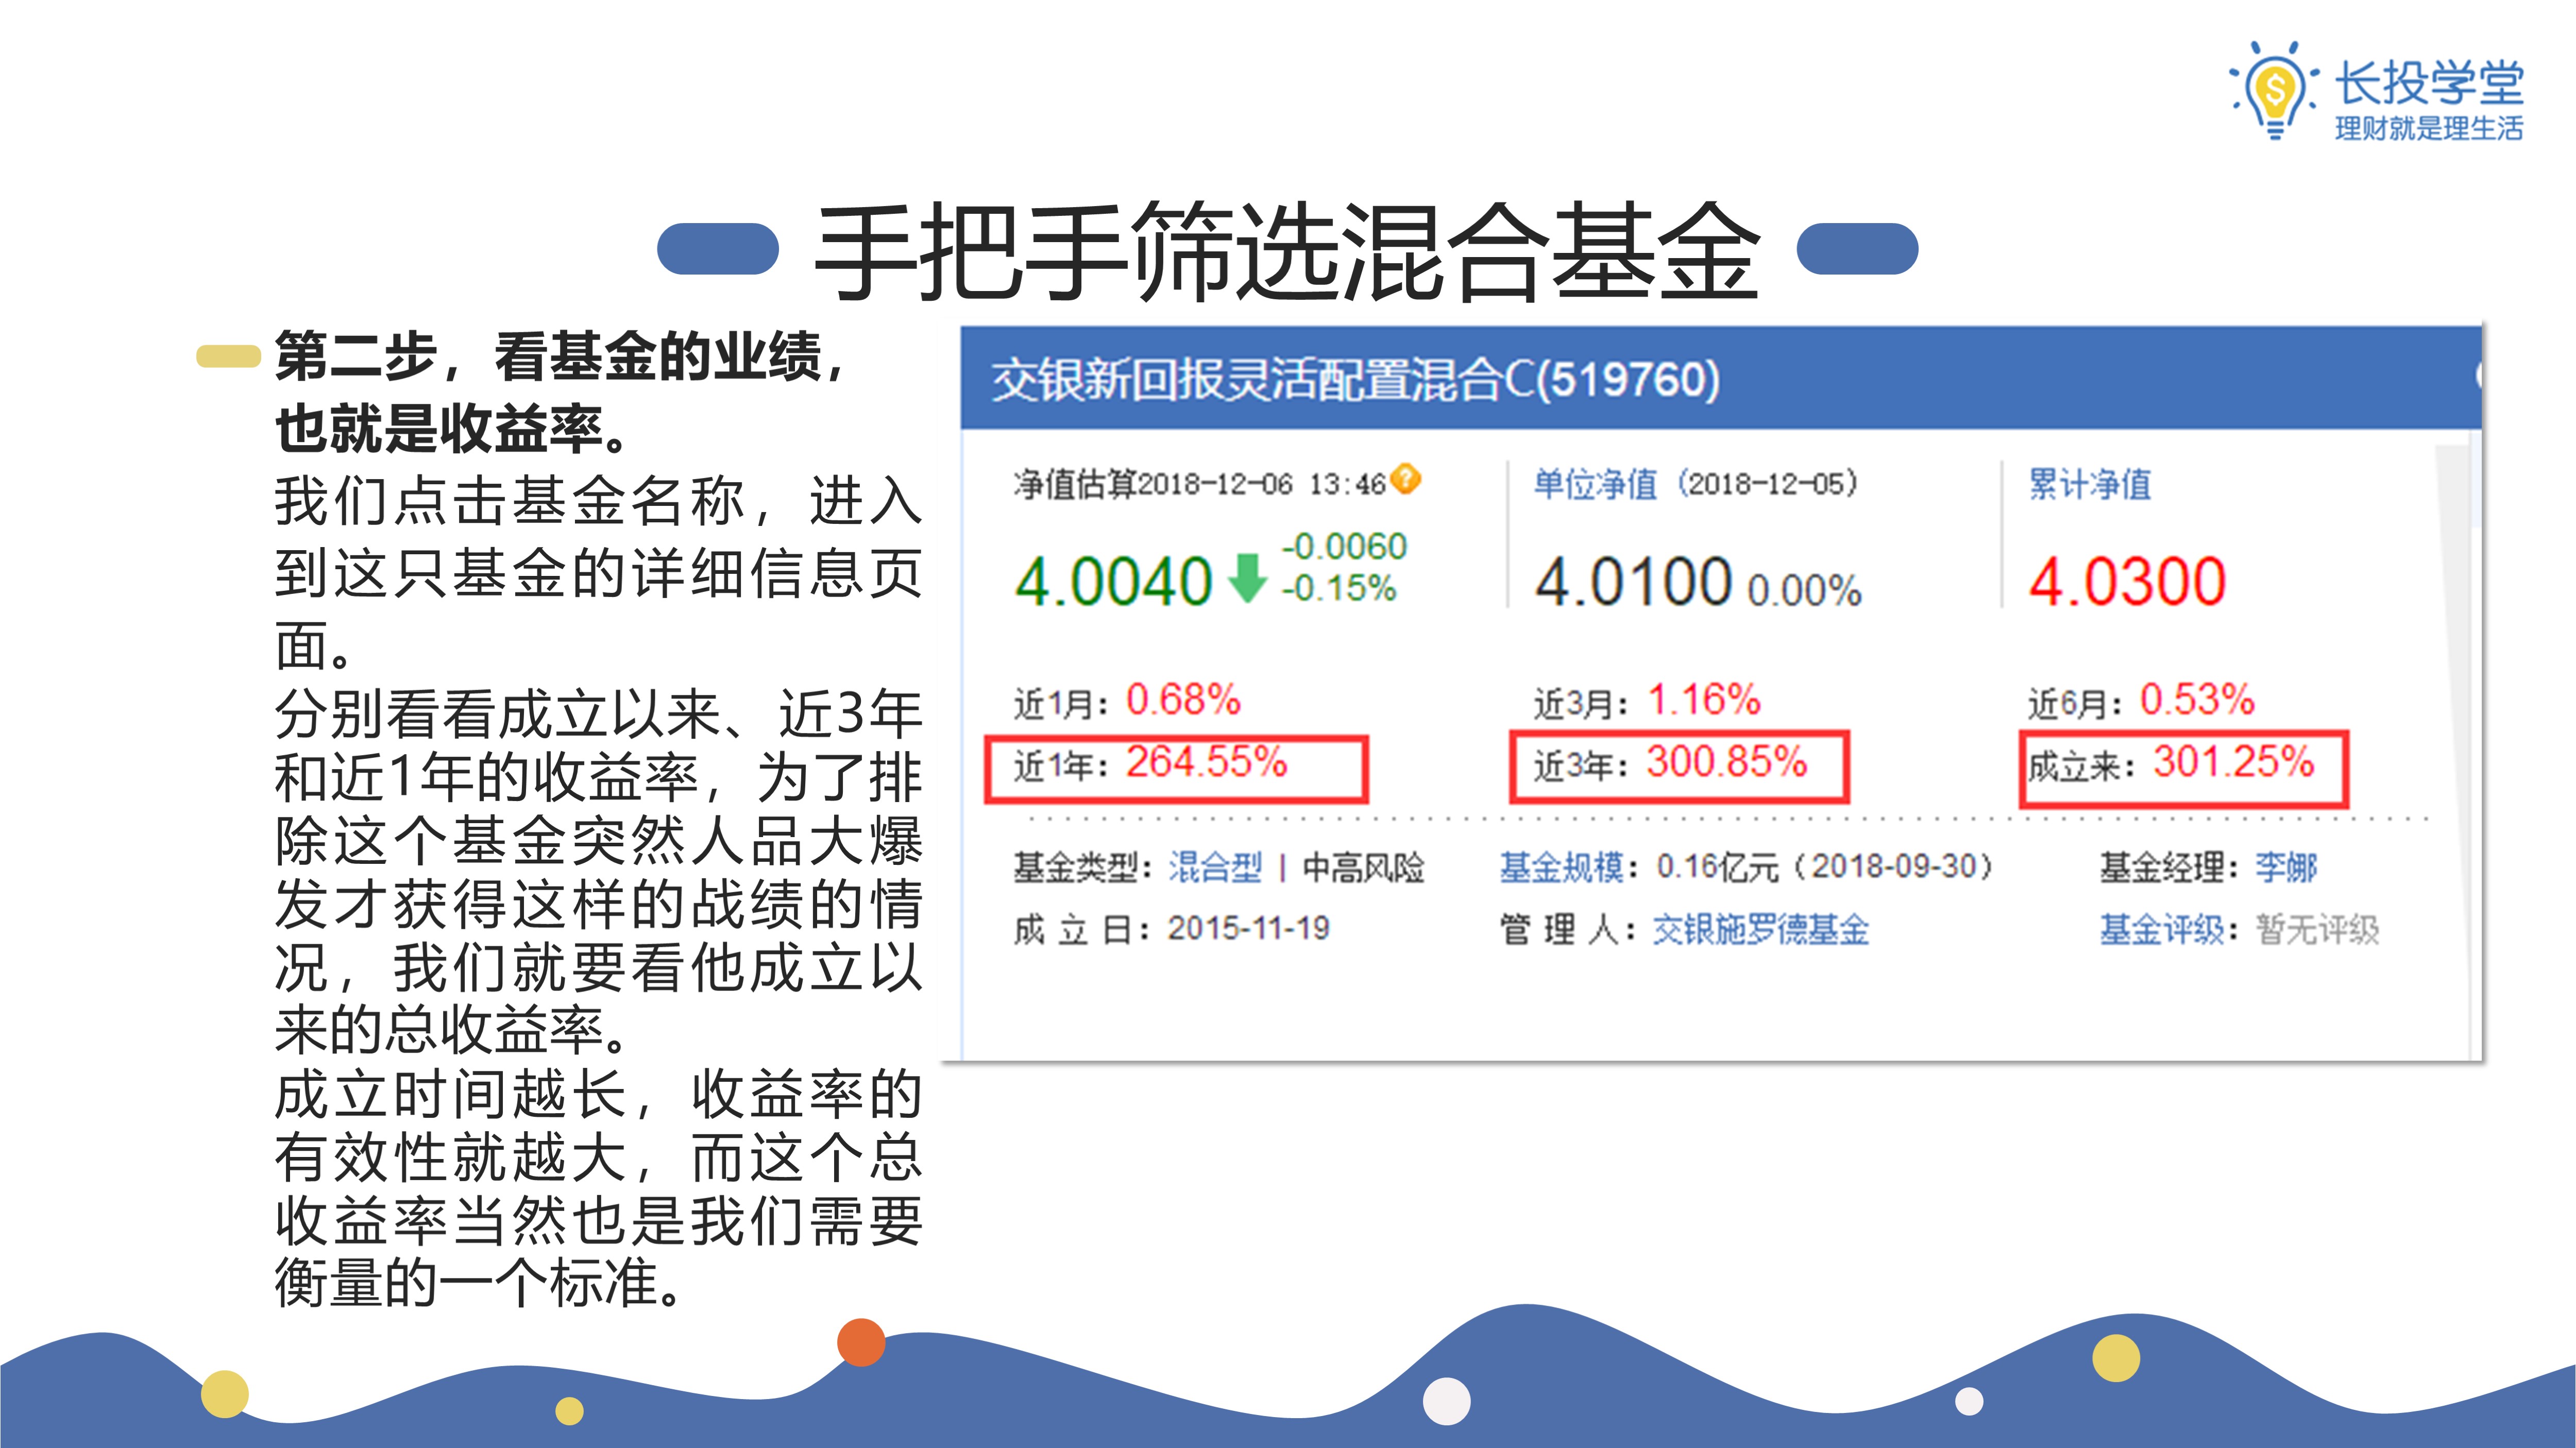 长投学堂
理财就是理生活
手把手筛选混合基金
第二步，看基金的业绩，
也就是收益率。
我们点击基金名称，进入
到这只基金的详细信息页
面。
分别看看成立以来、近3年
和近1年的收益率，为了排
除这个基金突然人品大爆
发才获得这样的战绩的情
况，我们就要看他成立以
来的总收益率。
成立时间越长，收益率的
有效性就越大，而这个总
收益率当然也是我们需要
衡量的一个标准。
交银新回报灵活配置混合C(519760)
净值估算2018-12-06 13:46 ? 单位净值（2018-12-05） 累计净值
4.0040 -0.0060 -0.15% 4.0100 0.00% 4.0300
近1月：0.68% 近3月：1.16% 近6月：0.53%
近1年：264.55% 近3年：300.85% 成立来：301.25%
基金类型：混合型 | 中高风险 基金规模：0.16亿元（2018-09-30） 基金经理：李娜
成 立 日：2015-11-19 管 理 人：交银施罗德基金 基金评级：暂无评级